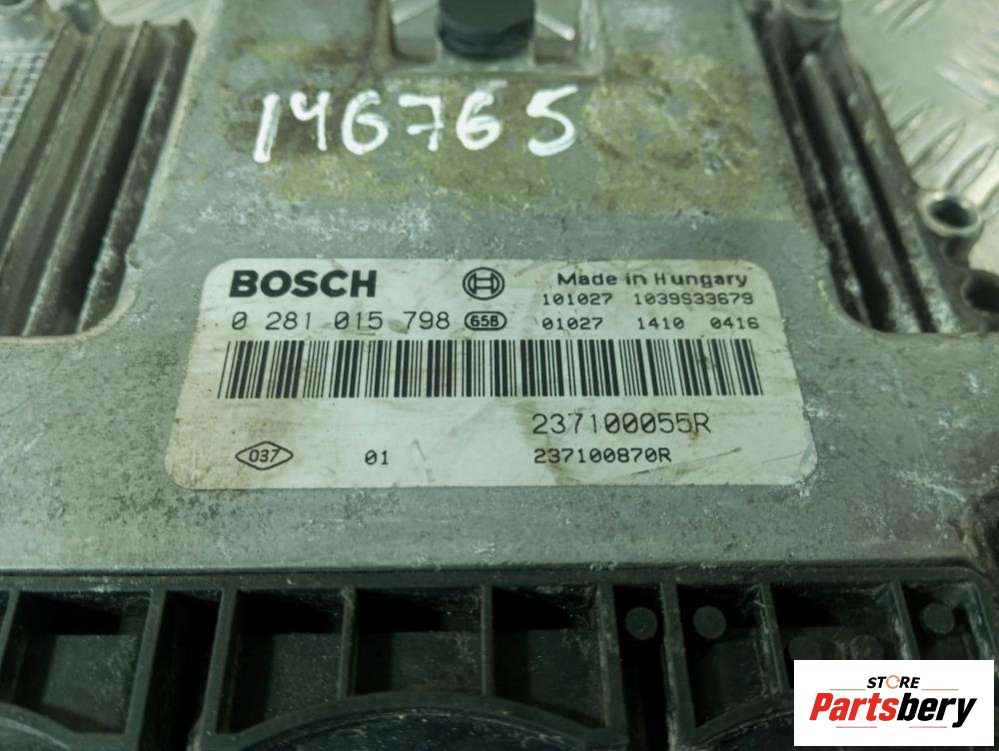 146765
BOSCH Made in Hungary
101027 1039S33679
0 281 015 798 65B 01027 1410 0416
237100055R
037 01 237100870R
STORE
Partsbery